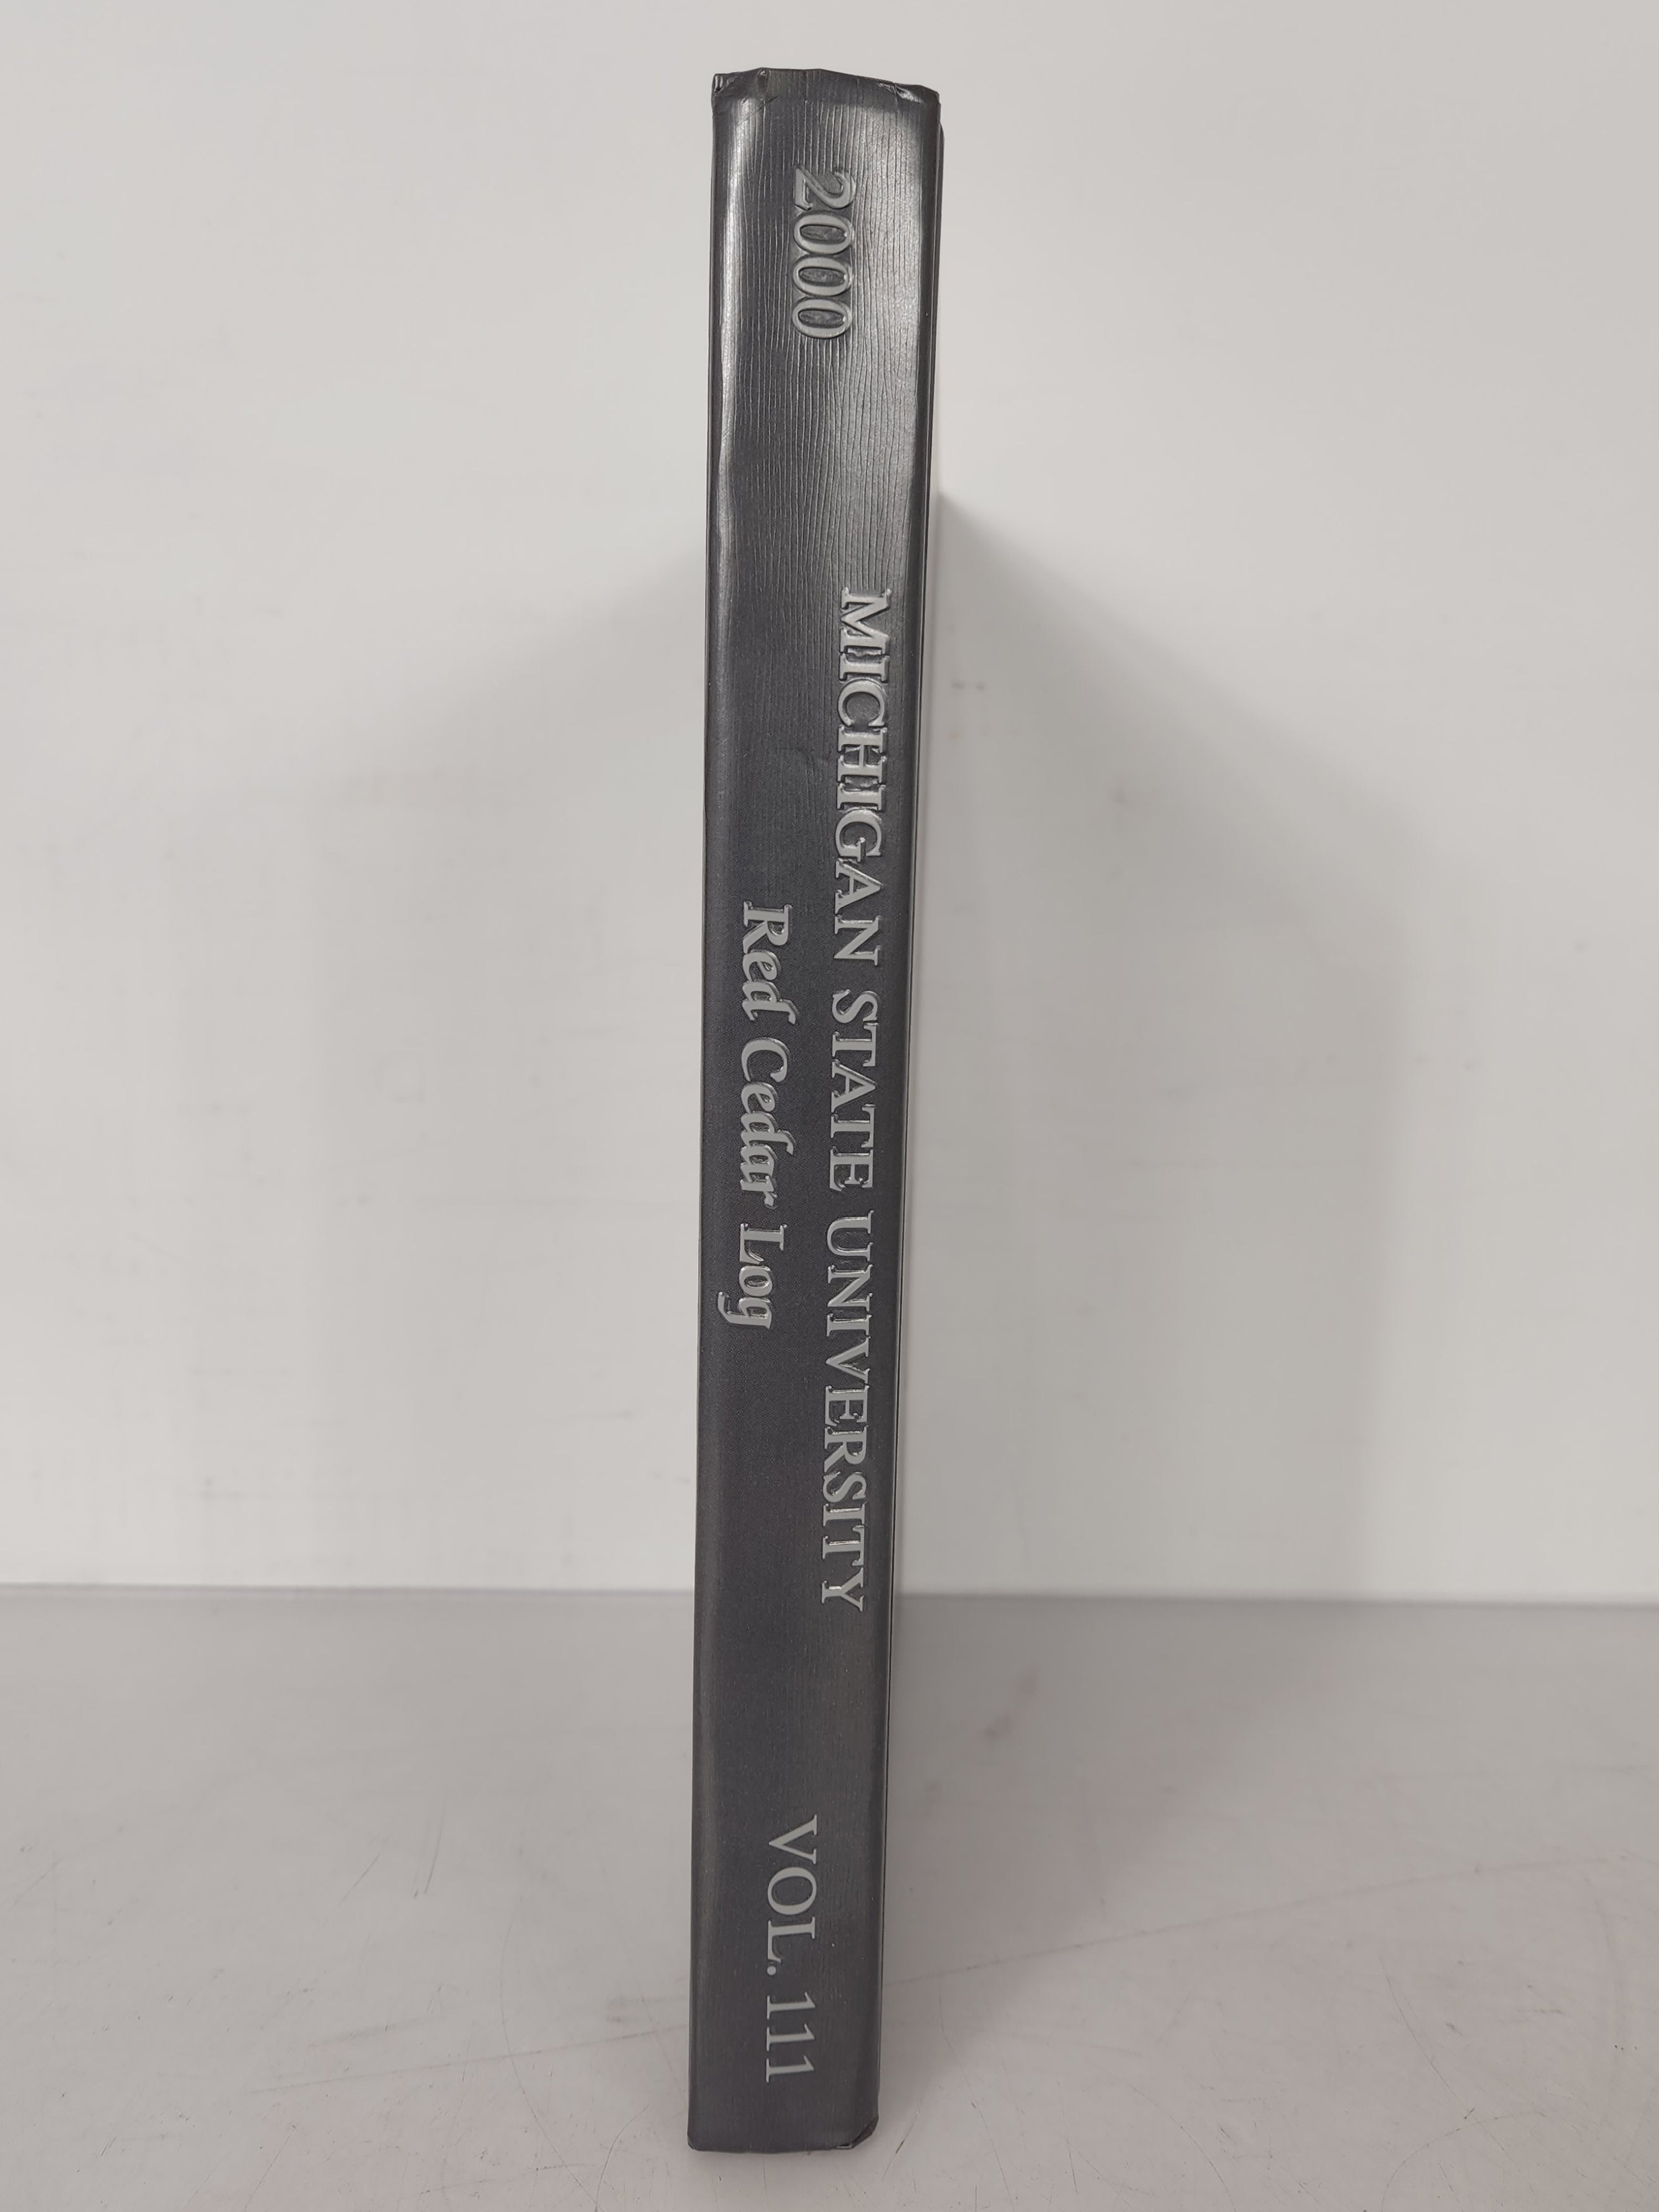 2000
MICHIGAN STATE UNIVERSITY
Red Cedar Log
VOL. 111